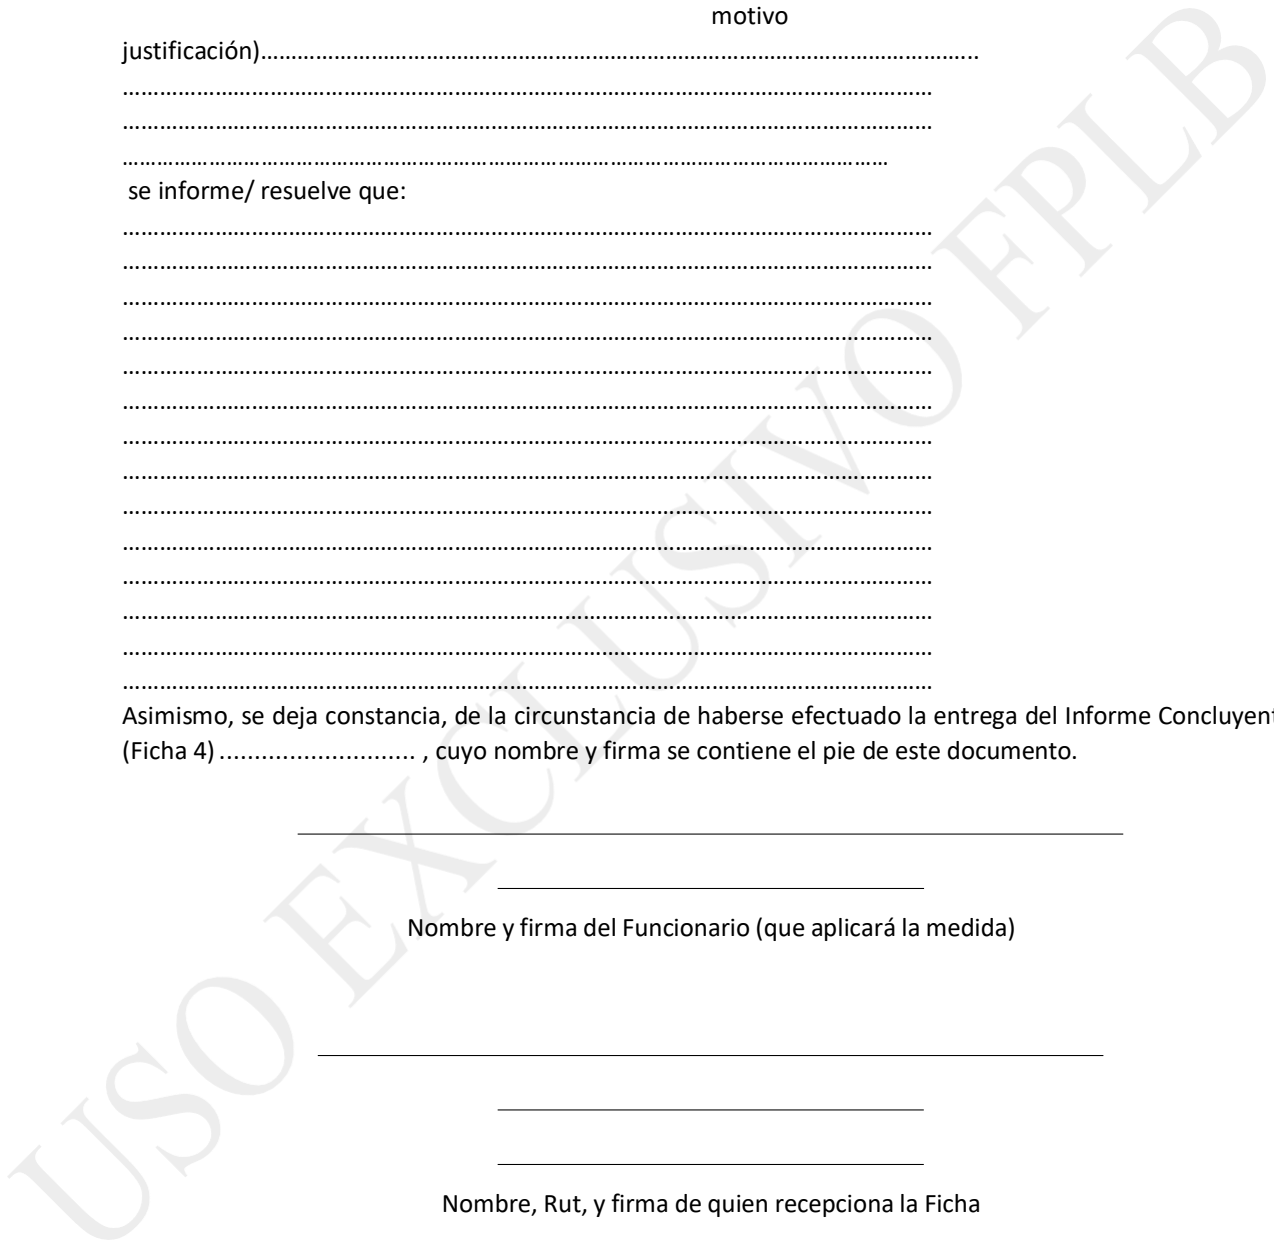 motivo
justificación)........................................................................................................................
........................................................................................................................
........................................................................................................................
........................................................................................................................
se informe/ resuelve que:
........................................................................................................................
........................................................................................................................
........................................................................................................................
........................................................................................................................
........................................................................................................................
........................................................................................................................
........................................................................................................................
........................................................................................................................
........................................................................................................................
........................................................................................................................
........................................................................................................................
........................................................................................................................
........................................................................................................................
........................................................................................................................
Asimismo, se deja constancia, de la circunstancia de haberse efectuado la entrega del Informe Concluyent
(Ficha 4) ............................ , cuyo nombre y firma se contiene el pie de este documento.
Nombre y firma del Funcionario (que aplicará la medida)
Nombre, Rut, y firma de quien recepciona la Ficha
USO EXCLUSIVO FPLB